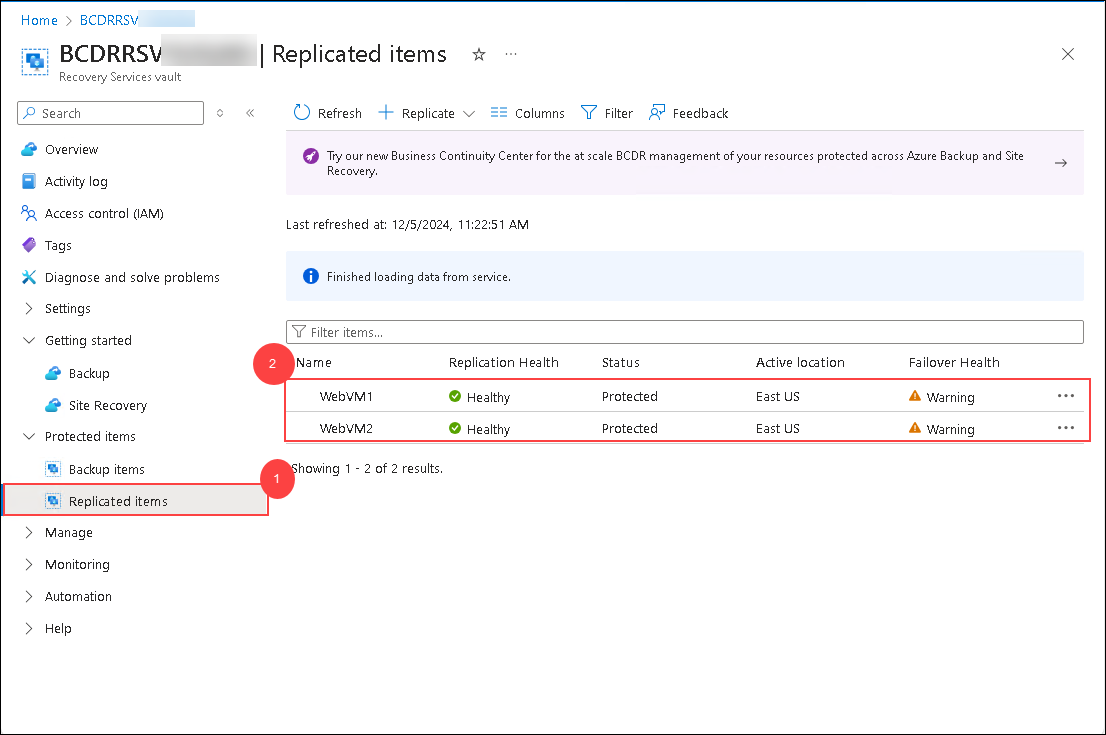 Home > BCDRRSV
BCDRRSV | Replicated items
Recovery Services vault
Search
Refresh
Replicate
Columns
Filter
Feedback
Overview
Activity log
Access control (IAM)
Tags
Diagnose and solve problems
Settings
Getting started
Backup
Site Recovery
Protected items
Backup items
Replicated items
1
Manage
Monitoring
Automation
Help
Try our new Business Continuity Center for the at scale BCDR management of your resources protected across Azure Backup and Site
Recovery.
Last refreshed at: 12/5/2024, 11:22:51 AM
Finished loading data from service.
Filter items...
2
Name Replication Health Status Active location Failover Health
WebVM1 Healthy Protected East US Warning
WebVM2 Healthy Protected East US Warning
Showing 1 - 2 of 2 results.